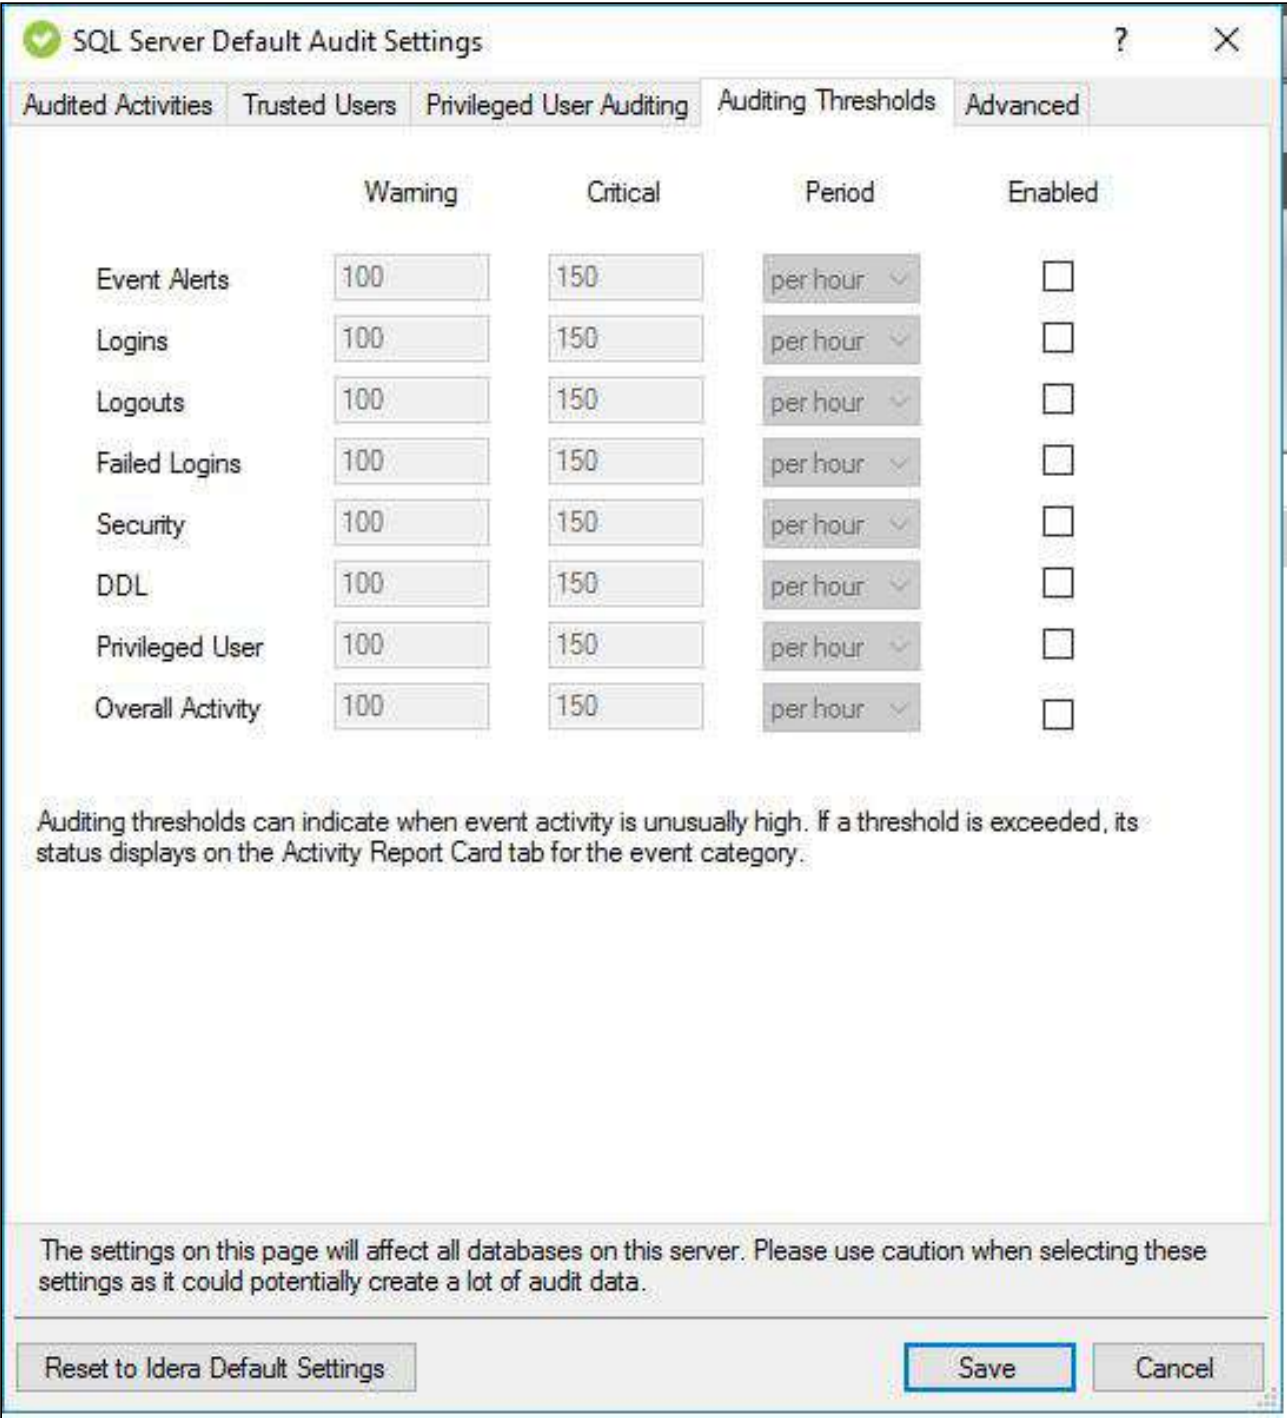 SQL Server Default Audit Settings ?
Audited Activities Trusted Users Privileged User Auditing Auditing Thresholds Advanced
Warning Critical Period Enabled
Event Alerts 100 150 per hour
Logins 100 150 per hour
Logouts 100 150 per hour
Failed Logins 100 150 per hour
Security 100 150 per hour
DDL 100 150 per hour
Privileged User 100 150 per hour
Overall Activity 100 150 per hour
Auditing thresholds can indicate when event activity is unusually high. If a threshold is exceeded, its
status displays on the Activity Report Card tab for the event category.
The settings on this page will affect all databases on this server. Please use caution when selecting these
settings as it could potentially create a lot of audit data.
Reset to Idera Default Settings Save Cancel